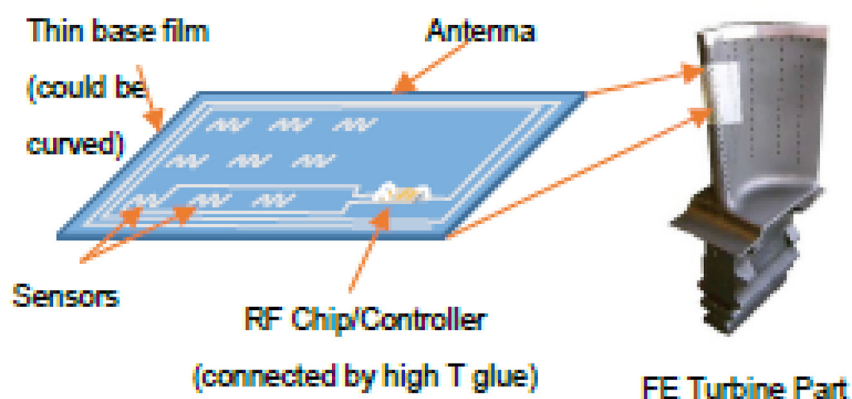 Thin base film
(could be
curved)
Antenna
Sensors
RF Chip/Controller
(connected by high T glue)
FE Turbine Part